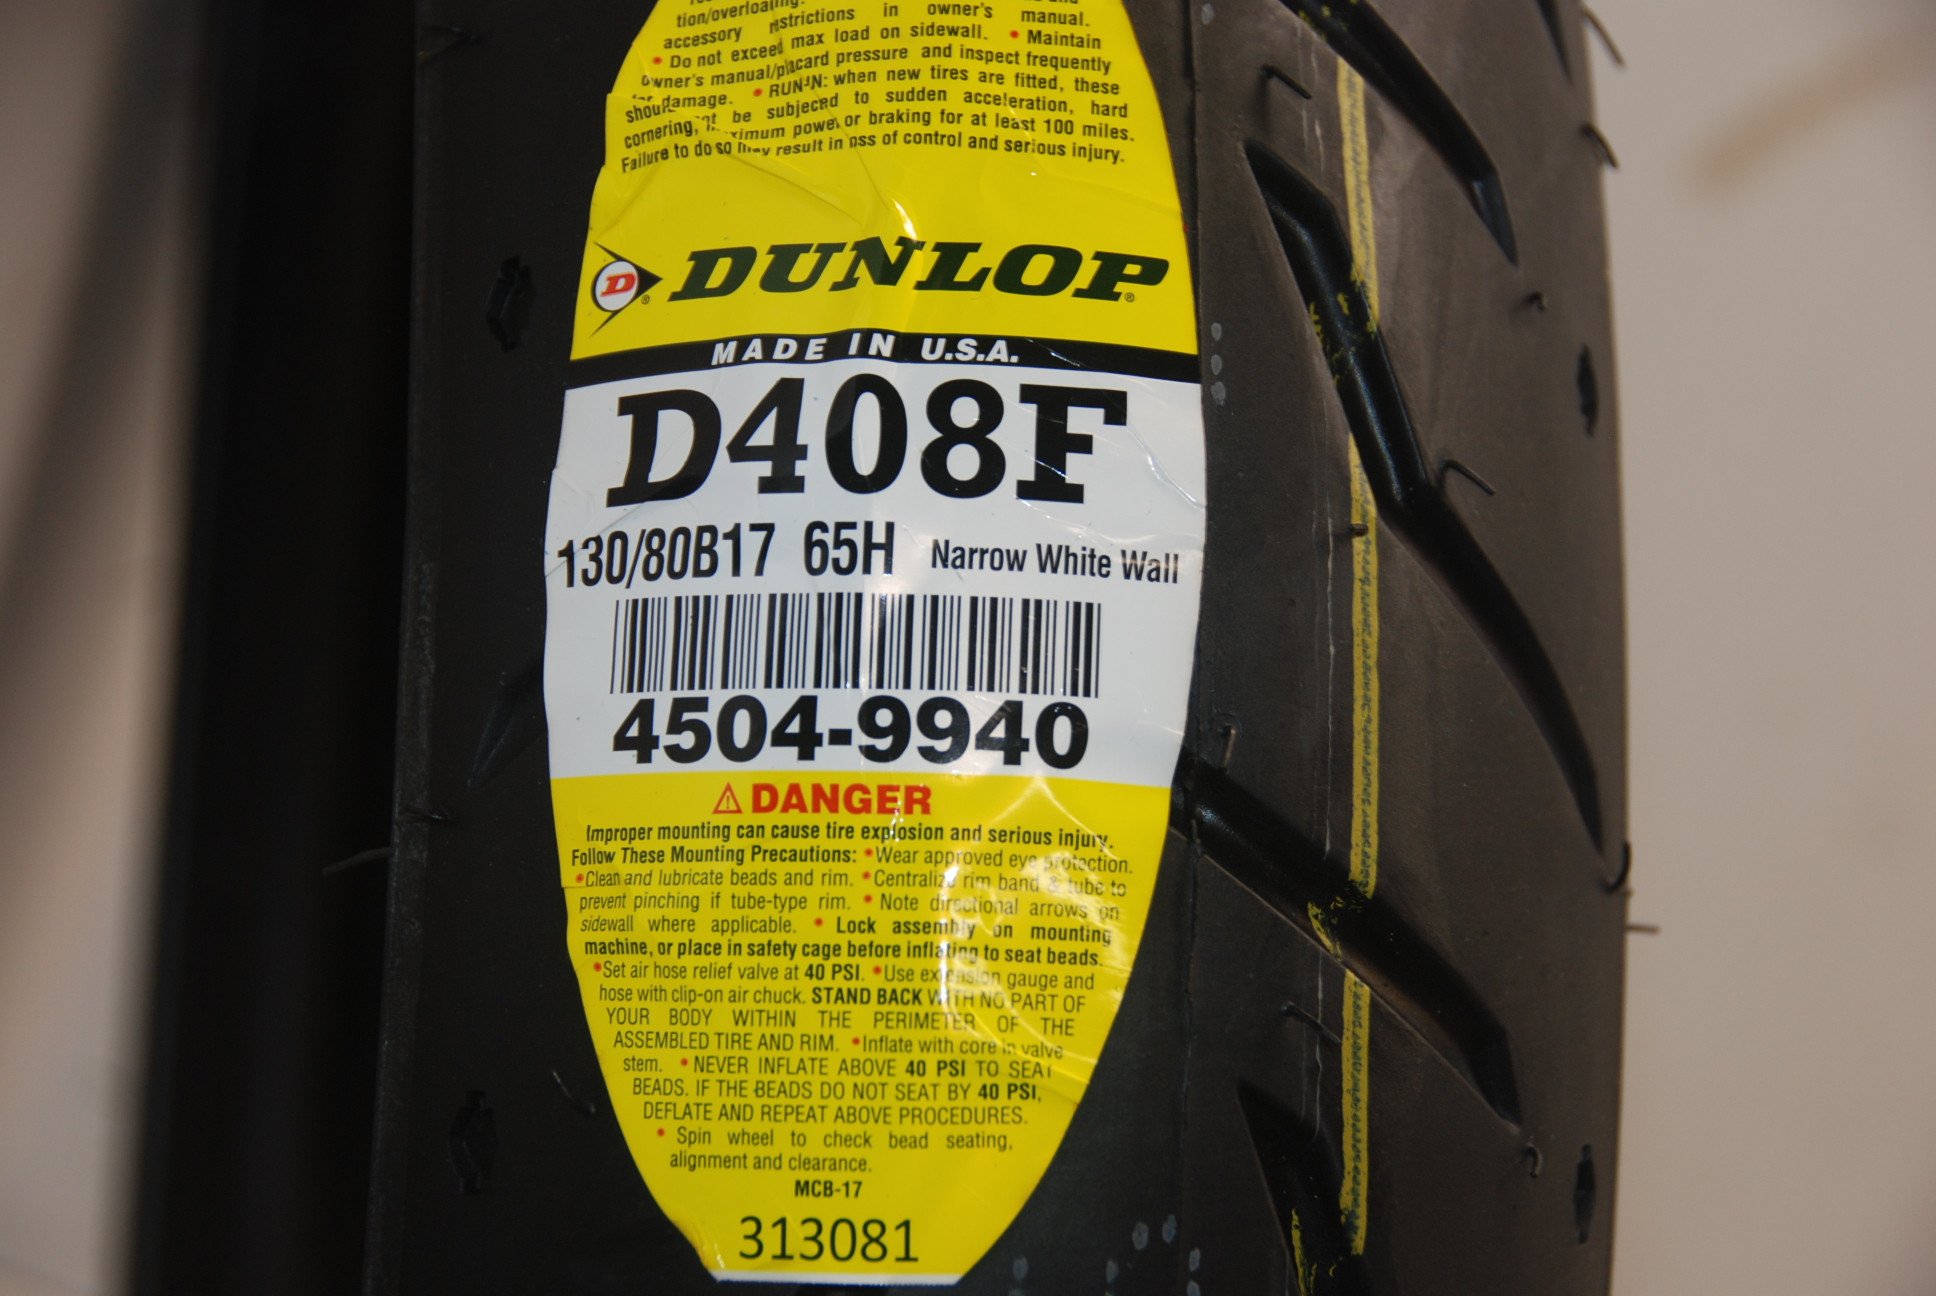 tion/overloading.
accessory restrictions in owner's manual.
• Do not exceed max load on sidewall. • Maintain
owner's manual/placard pressure and inspect frequently
for damage. • RUN-IN: when new tires are fitted, these
should not be subjected to sudden acceleration, hard
cornering, maximum power or braking for at least 100 miles.
Failure to do so may result in loss of control and serious injury.
D® DUNLOP®
MADE IN U.S.A.
D408F
130/80B17 65H Narrow White Wall
4504-9940
⚠ DANGER
Improper mounting can cause tire explosion and serious injury.
Follow These Mounting Precautions: •Wear approved eye protection.
•Clean and lubricate beads and rim. •Centralize rim band & tube to
prevent pinching if tube-type rim. • Note directional arrows on
sidewall where applicable. • Lock assembly on mounting
machine, or place in safety cage before inflating to seat beads.
•Set air hose relief valve at 40 PSI. •Use extension gauge and
hose with clip-on air chuck. STAND BACK WITH NO PART OF
YOUR BODY WITHIN THE PERIMETER OF THE
ASSEMBLED TIRE AND RIM. •Inflate with core in valve
stem. •NEVER INFLATE ABOVE 40 PSI TO SEAT
BEADS. IF THE BEADS DO NOT SEAT BY 40 PSI,
DEFLATE AND REPEAT ABOVE PROCEDURES.
• Spin wheel to check bead seating,
alignment and clearance.
MCB-17
313081